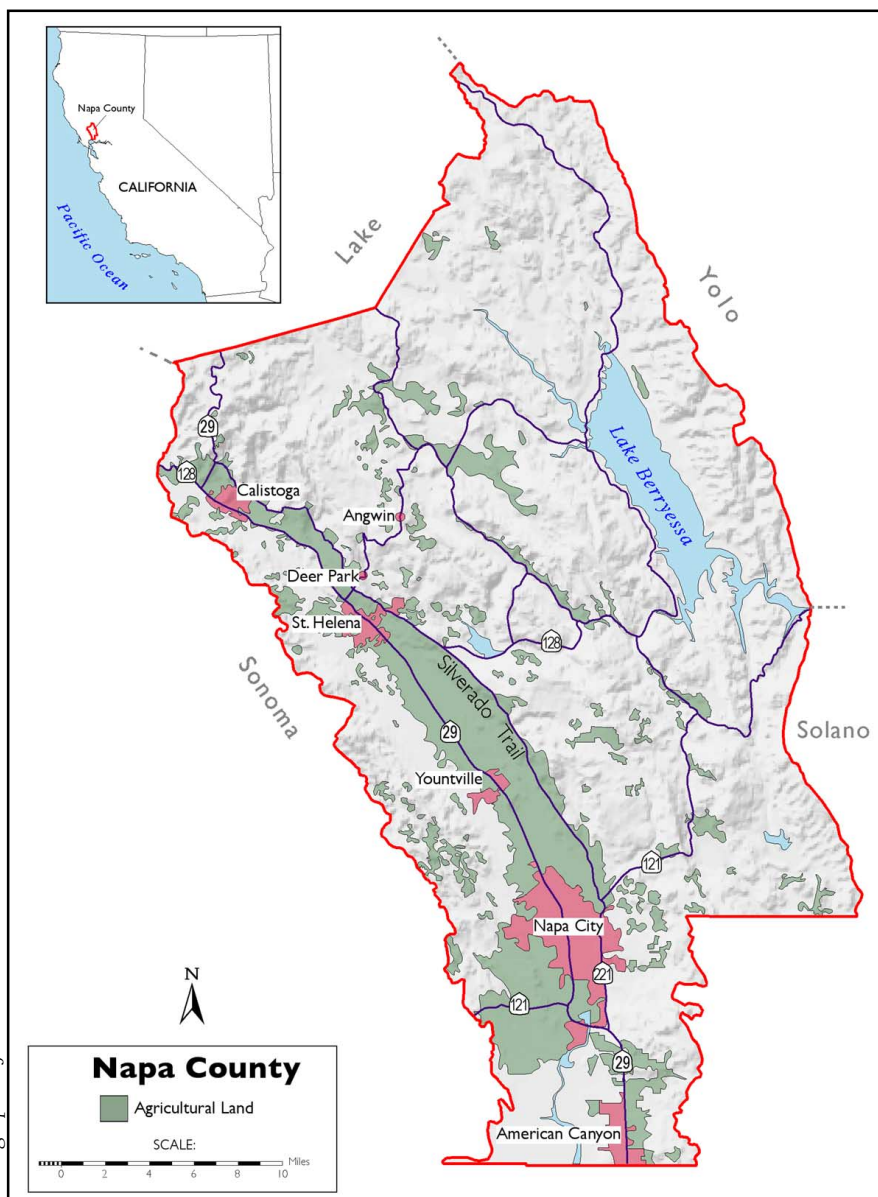 Napa County
CALIFORNIA
Pacific Ocean
Lake
Yolo
29
128
Calistoga
Lake Berryessa
Angwin
Deer Park
St. Helena
128
Sonoma
Silverado Trail
29
Solano
Yountville
121
Napa City
221
121
N
29
Napa County
Agricultural Land
American Canyon
SCALE:
Miles
0 2 4 6 8 10